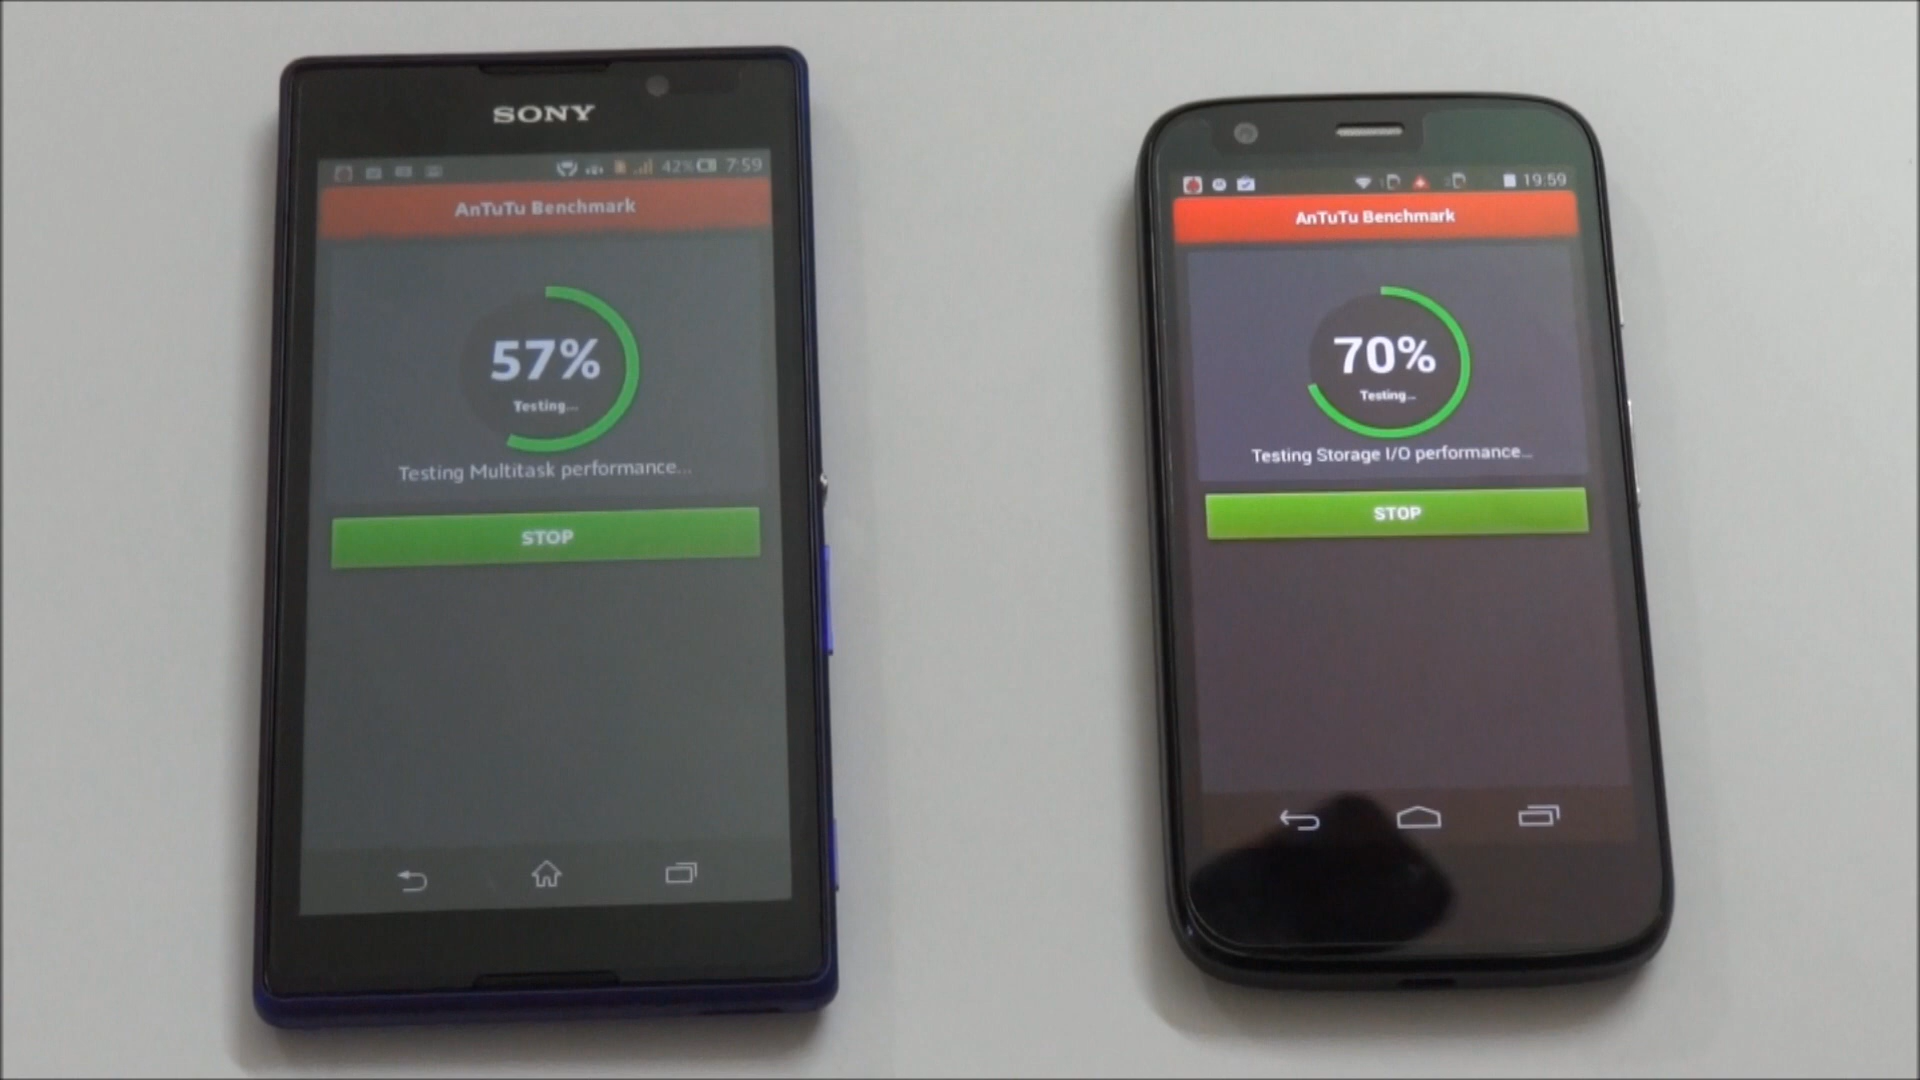 SONY
42% 7:59
AnTuTu Benchmark
57%
Testing...
Testing Multitask performance...
STOP
19:59
AnTuTu Benchmark
70%
Testing...
Testing Storage I/O performance...
STOP